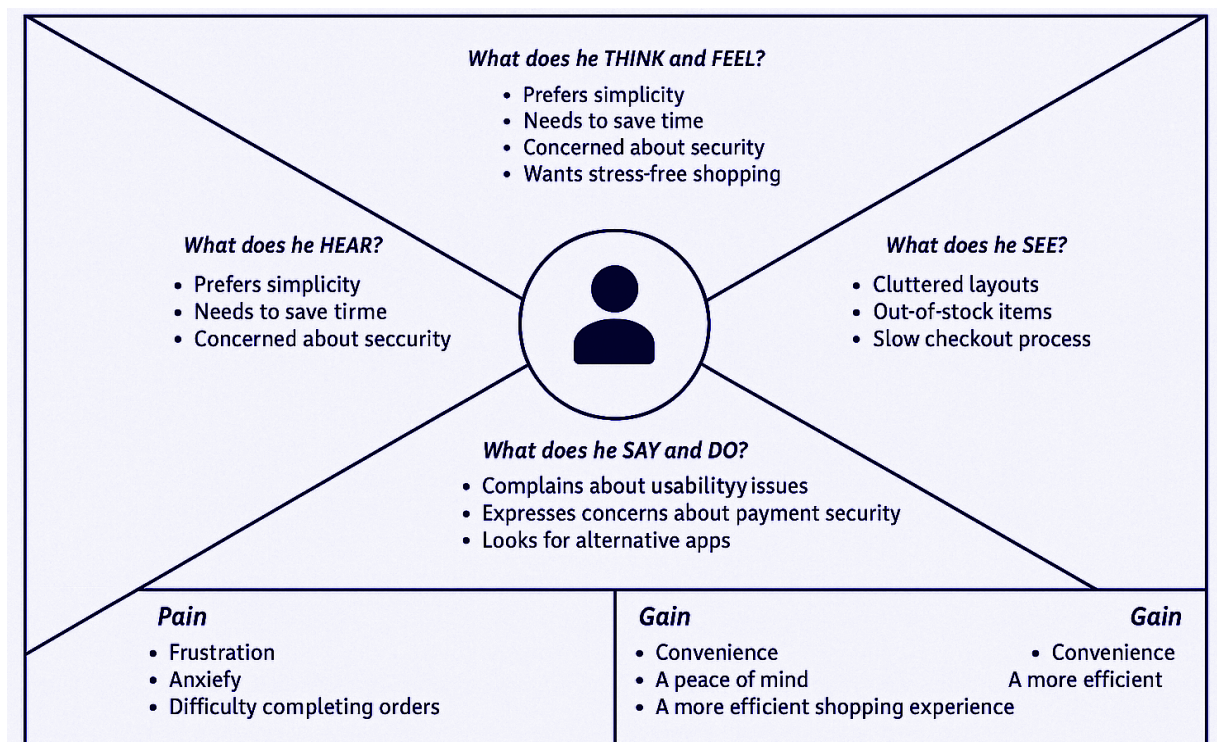 What does he THINK and FEEL?
• Prefers simplicity
• Needs to save time
• Concerned about security
• Wants stress-free shopping
What does he HEAR?
• Prefers simplicity
• Needs to save tirme
• Concerned about seccurity
What does he SEE?
• Cluttered layouts
• Out-of-stock items
• Slow checkout process
What does he SAY and DO?
• Complains about usabilityy issues
• Expresses concerns about payment security
• Looks for alternative apps
Pain
• Frustration
• Anxiefy
• Difficulty completing orders
Gain
• Convenience
• A peace of mind
• A more efficient shopping experience
Gain
• Convenience
A more efficient